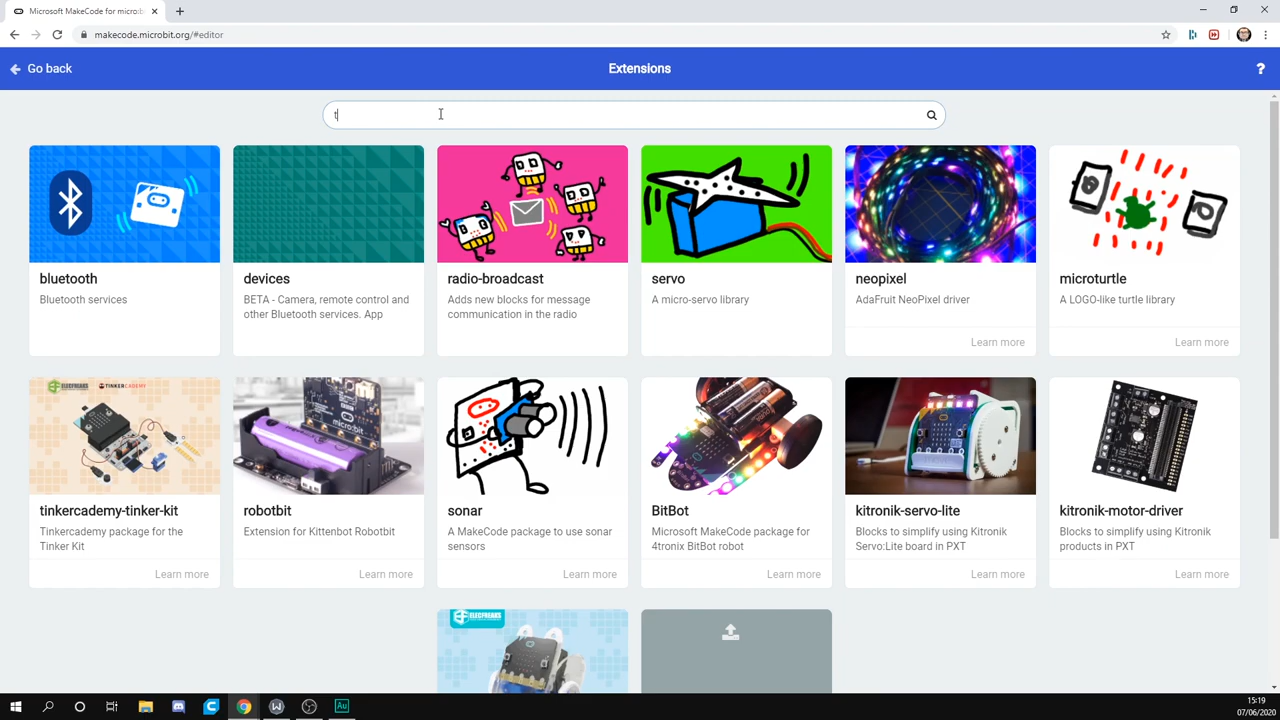 Microsoft MakeCode for micro:b
makecode.microbit.org/#editor
Go back
Extensions
?
t
bluetooth
Bluetooth services
devices
BETA - Camera, remote control and
other Bluetooth services. App
radio-broadcast
Adds new blocks for message
communication in the radio
servo
A micro-servo library
neopixel
AdaFruit NeoPixel driver
Learn more
microturtle
A LOGO-like turtle library
Learn more
ELECFREAKS TINKERCADEMY
tinkercademy-tinker-kit
Tinkercademy package for the
Tinker Kit
Learn more
micro:bit
robotbit
Extension for Kittenbot Robotbit
Learn more
sonar
A MakeCode package to use sonar
sensors
Learn more
BitBot
Microsoft MakeCode package for
4tronix BitBot robot
Learn more
kitronik-servo-lite
Blocks to simplify using Kitronik
Servo:Lite board in PXT
Learn more
kitronik-motor-driver
Blocks to simplify using Kitronik
products in PXT
Learn more
ELECFREAKS
Au
15:19
07/06/2020